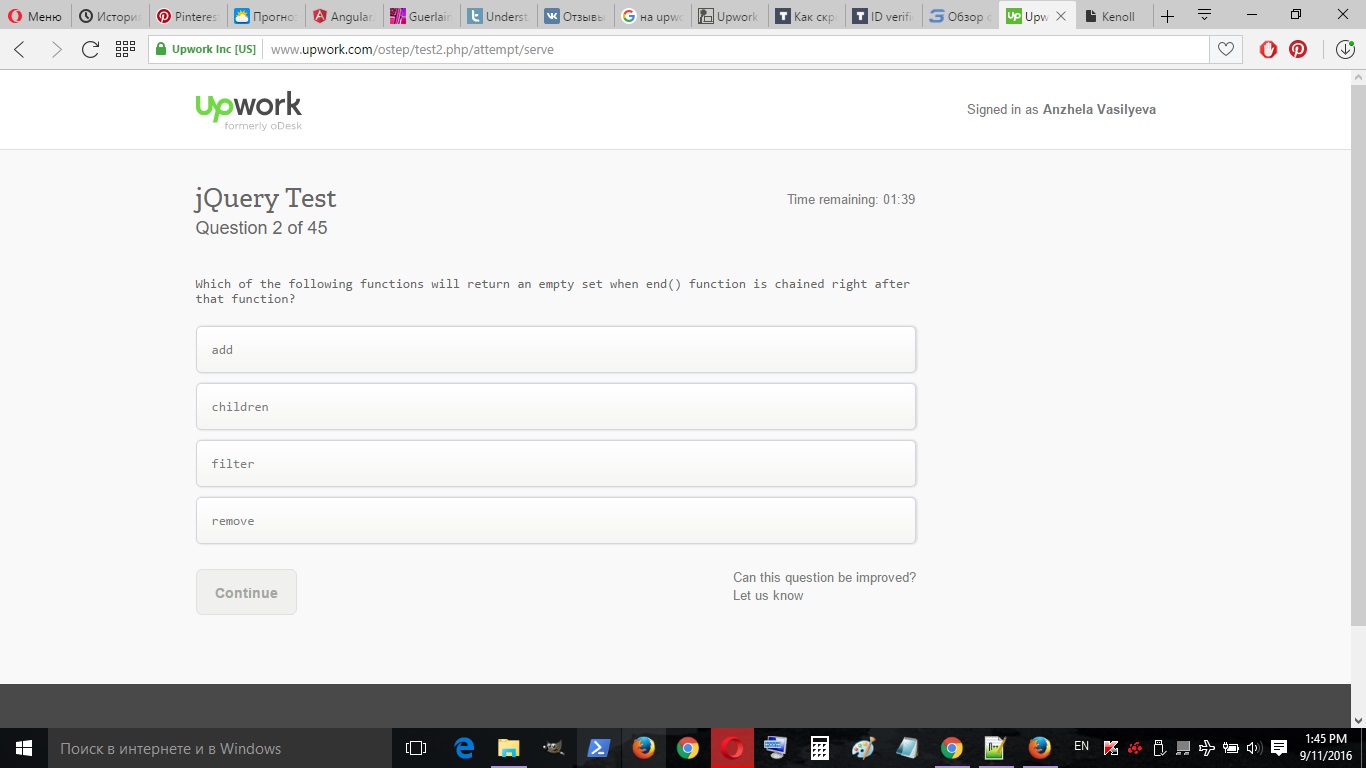 Меню
Истори
Pinteres
Прогноз
Angular.
Guerlain
Underst.
Отзывы
на upwo
Upwork
Как скри
ID verifi
Обзор с
Upw
Kenoll
Upwork Inc [US]
www.upwork.com/ostep/test2.php/attempt/serve
upwork
formerly oDesk
Signed in as Anzhela Vasilyeva
jQuery Test
Time remaining: 01:39
Question 2 of 45
Which of the following functions will return an empty set when end() function is chained right after
that function?
add
children
filter
remove
Continue
Can this question be improved?
Let us know
Поиск в интернете и в Windows
EN
1:45 PM
9/11/2016